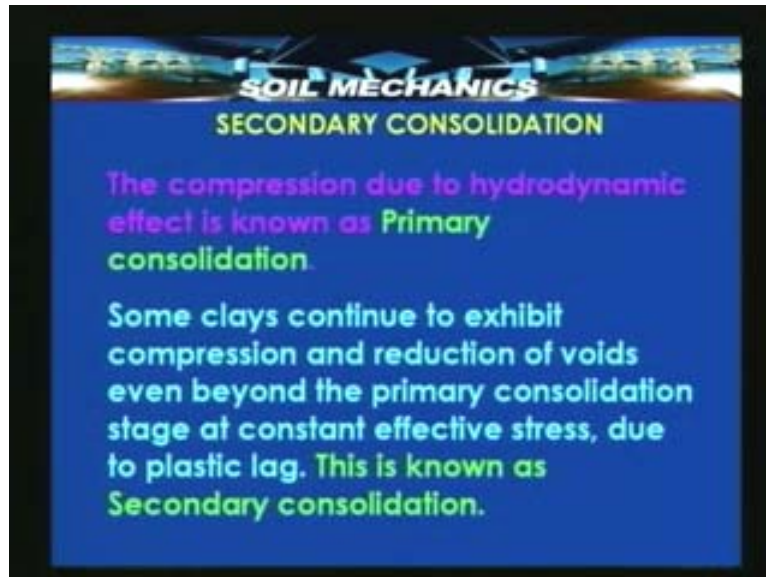 SOIL MECHANICS
SECONDARY CONSOLIDATION
The compression due to hydrodynamic
effect is known as Primary
consolidation.
Some clays continue to exhibit
compression and reduction of voids
even beyond the primary consolidation
stage at constant effective stress, due
to plastic lag. This is known as
Secondary consolidation.